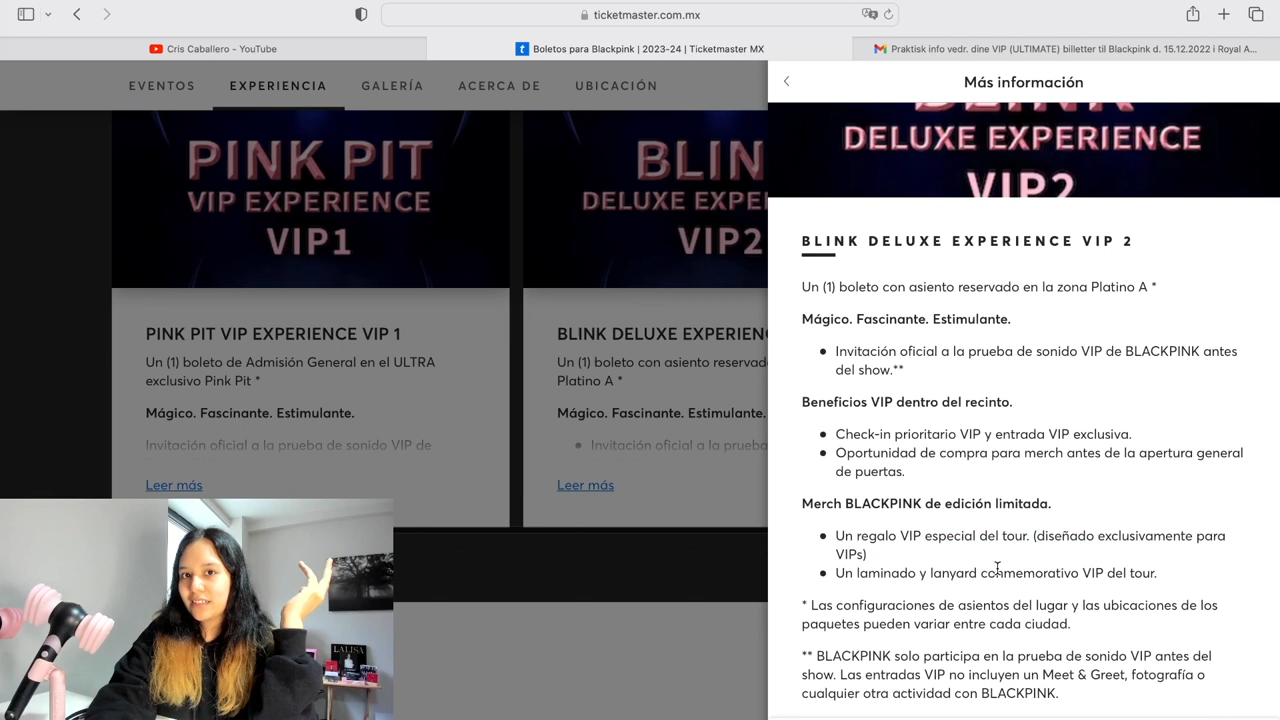 ticketmaster.com.mx
Cris Caballero - YouTube
Boletos para Blackpink | 2023-24 | Ticketmaster MX
Praktisk info vedr. dine VIP (ULTIMATE) billetter til Blackpink d. 15.12.2022 i Royal A...
EVENTOS
EXPERIENCIA
GALERÍA
ACERCA DE
UBICACIÓN
PINK PIT
VIP EXPERIENCE
VIP1
PINK PIT VIP EXPERIENCE VIP 1
Un (1) boleto de Admisión General en el ULTRA
exclusivo Pink Pit *
Mágico. Fascinante. Estimulante.
Invitación oficial a la prueba de sonido VIP de
Leer más
BLIN
DELUXE EXPER
VIP2
BLINK DELUXE EXPERIEN
Un (1) boleto con asiento reservad
Platino A *
Mágico. Fascinante. Estimulante.
• Invitación oficial a la prueba
Leer más
Más información
BLINK
DELUXE EXPERIENCE
VIP2
BLINK DELUXE EXPERIENCE VIP 2
Un (1) boleto con asiento reservado en la zona Platino A *
Mágico. Fascinante. Estimulante.
• Invitación oficial a la prueba de sonido VIP de BLACKPINK antes
del show.**
Beneficios VIP dentro del recinto.
• Check-in prioritario VIP y entrada VIP exclusiva.
• Oportunidad de compra para merch antes de la apertura general
de puertas.
Merch BLACKPINK de edición limitada.
• Un regalo VIP especial del tour. (diseñado exclusivamente para
VIPs)
• Un laminado y lanyard conmemorativo VIP del tour.
* Las configuraciones de asientos del lugar y las ubicaciones de los
paquetes pueden variar entre cada ciudad.
** BLACKPINK solo participa en la prueba de sonido VIP antes del
show. Las entradas VIP no incluyen un Meet & Greet, fotografía o
cualquier otra actividad con BLACKPINK.
LALISA